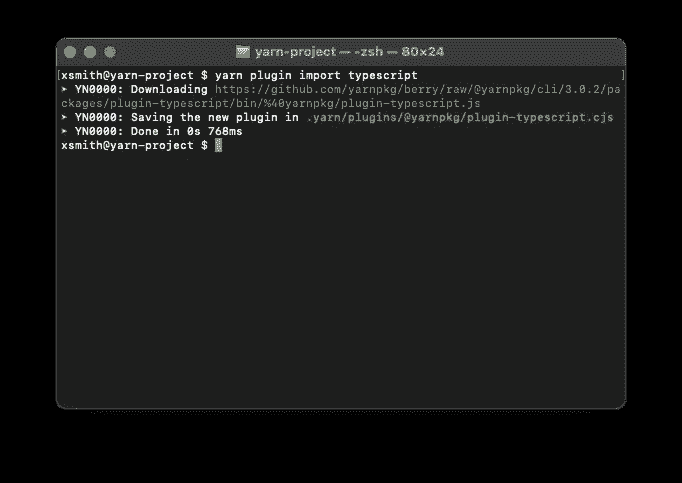 yarn-project — -zsh — 80×24
[xsmith@yarn-project $ yarn plugin import typescript ]
➤ YN0000: Downloading https://github.com/yarnpkg/berry/raw/@yarnpkg/cli/3.0.2/pa
ckages/plugin-typescript/bin/%40yarnpkg/plugin-typescript.js
➤ YN0000: Saving the new plugin in .yarn/plugins/@yarnpkg/plugin-typescript.cjs
➤ YN0000: Done in 0s 768ms
xsmith@yarn-project $